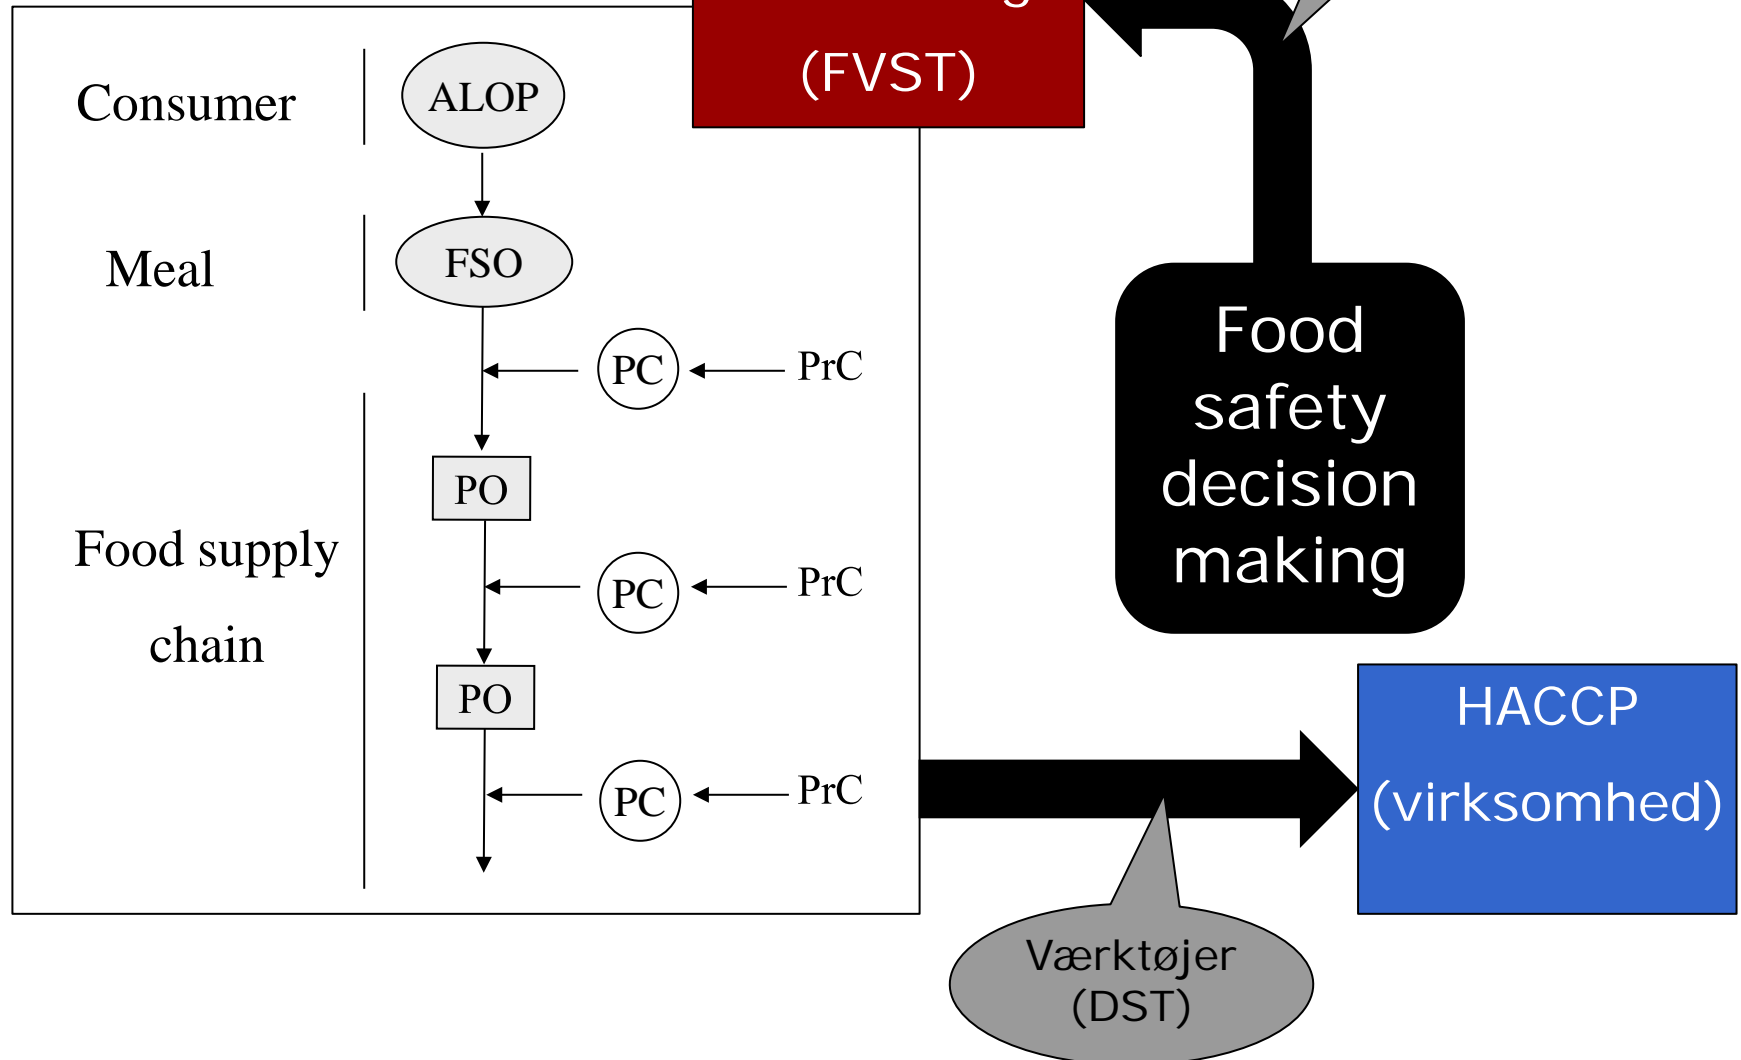 (FVST)
Consumer
ALOP
Meal
FSO
PC
PrC
PO
Food supply
chain
PC
PrC
PO
PC
PrC
Food
safety
decision
making
HACCP
(virksomhed)
Værktøjer
(DST)